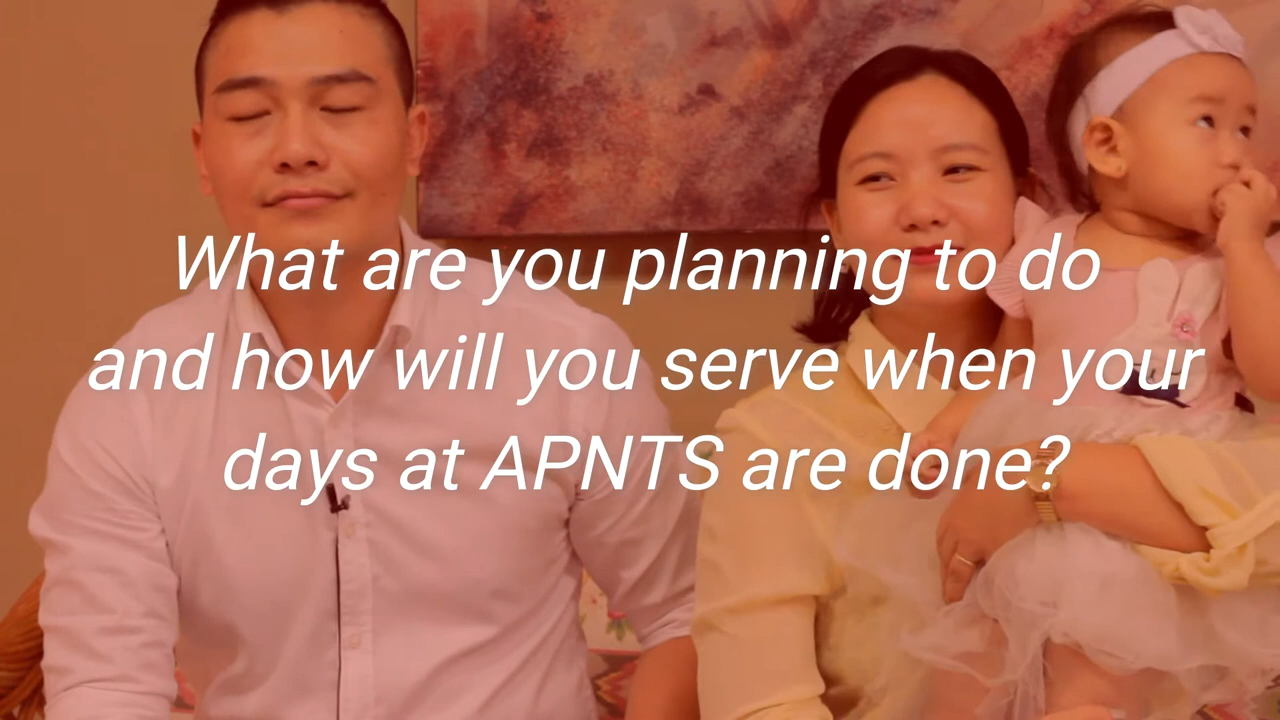 What are you planning to do
and how will you serve when your
days at APNTS are done?